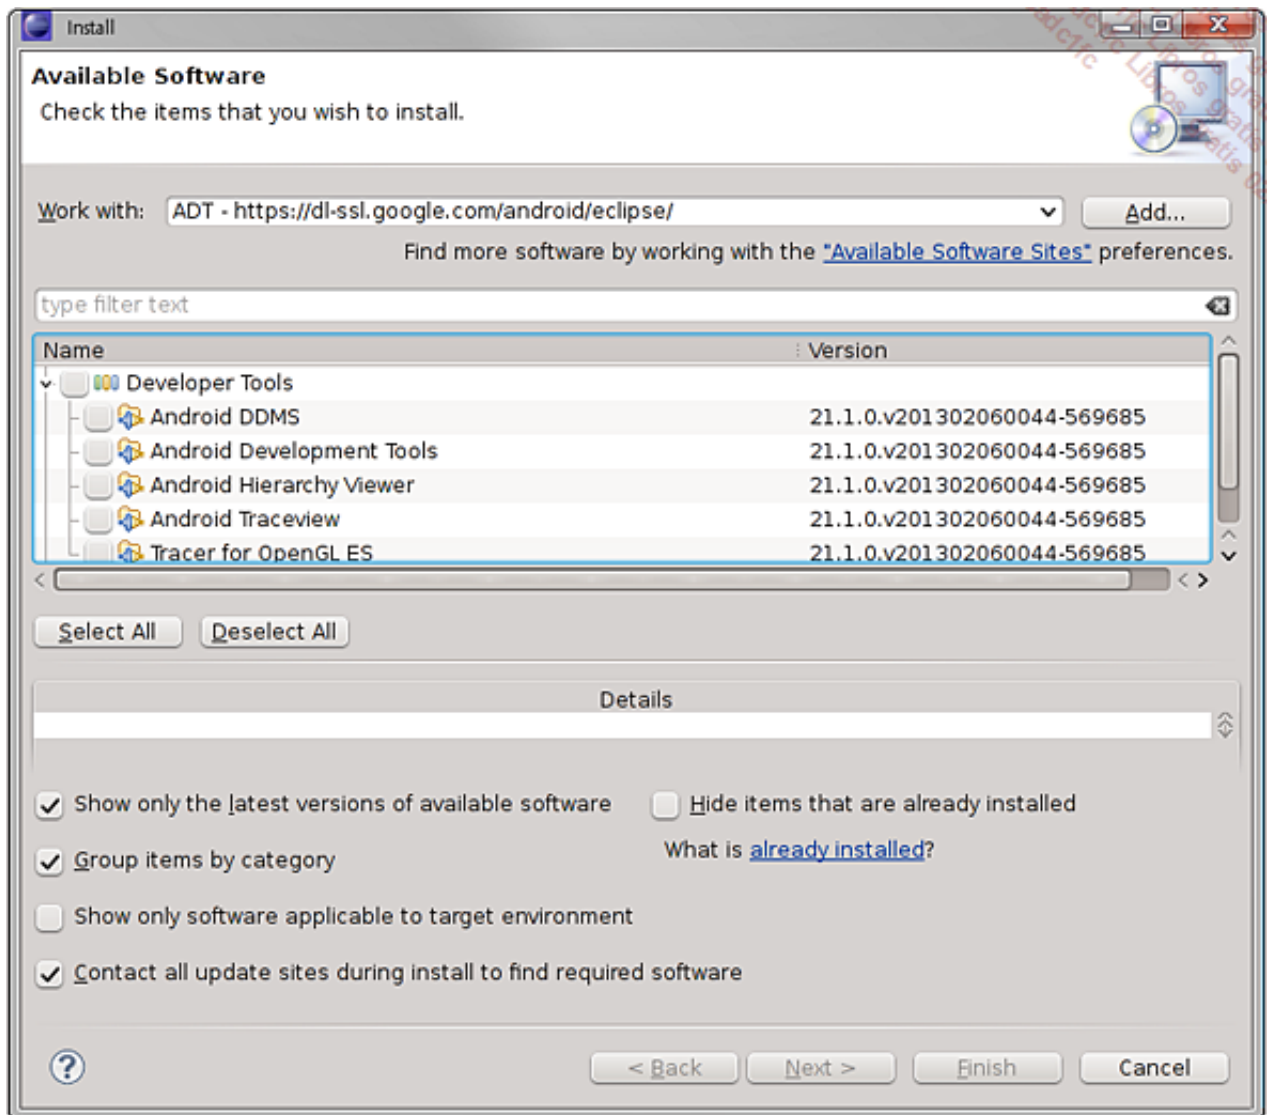 Install
Available Software
Check the items that you wish to install.
Work with: ADT - https://dl-ssl.google.com/android/eclipse/ Add...
Find more software by working with the "Available Software Sites" preferences.
type filter text
Name Version
Developer Tools
Android DDMS 21.1.0.v201302060044-569685
Android Development Tools 21.1.0.v201302060044-569685
Android Hierarchy Viewer 21.1.0.v201302060044-569685
Android Traceview 21.1.0.v201302060044-569685
Tracer for OpenGL ES 21.1.0.v201302060044-569685
Select All Deselect All
Details
Show only the latest versions of available software Hide items that are already installed
Group items by category What is already installed?
Show only software applicable to target environment
Contact all update sites during install to find required software
< Back Next > Finish Cancel